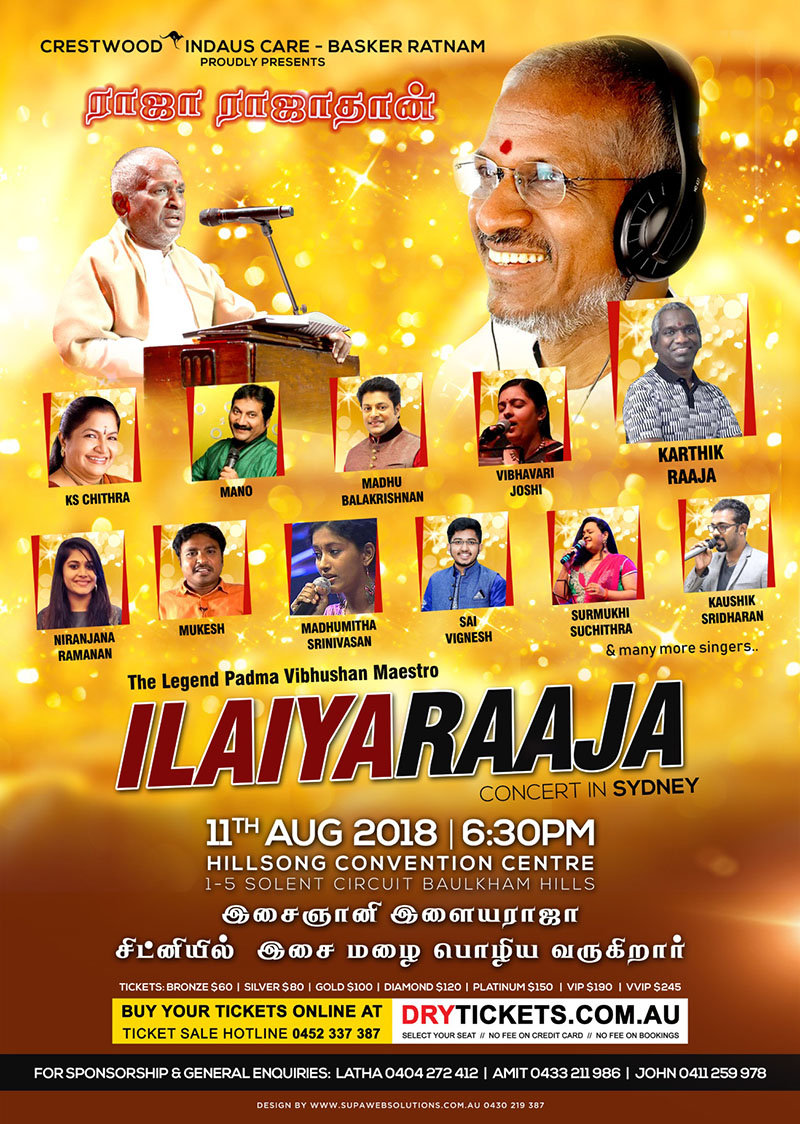 CRESTWOOD INDAUS CARE - BASKER RATNAM
PROUDLY PRESENTS
ராஜா ராஜாதான்
KARTHIK
RAAJA
KS CHITHRA
MANO
MADHU
BALAKRISHNAN
VIBHAVARI
JOSHI
NIRANJANA
RAMANAN
MUKESH
MADHUMITHA
SRINIVASAN
SAI
VIGNESH
SURMUKHI
SUCHITHRA
KAUSHIK
SRIDHARAN
& many more singers..
The Legend Padma Vibhushan Maestro
ILAIYARAAJA
CONCERT IN SYDNEY
11TH AUG 2018 | 6:30PM
HILLSONG CONVENTION CENTRE
1-5 SOLENT CIRCUIT BAULKHAM HILLS
இசைஞானி இளையராஜா
சிட்னியில் இசை மழை பொழிய வருகிறார்
TICKETS: BRONZE $60 | SILVER $80 | GOLD $100 | DIAMOND $120 | PLATINUM $150 | VIP $190 | VVIP $245
BUY YOUR TICKETS ONLINE AT
TICKET SALE HOTLINE 0452 337 387
DRYTICKETS.COM.AU
SELECT YOUR SEAT // NO FEE ON CREDIT CARD // NO FEE ON BOOKINGS
FOR SPONSORSHIP & GENERAL ENQUIRIES: LATHA 0404 272 412 | AMIT 0433 211 986 | JOHN 0411 259 978
DESIGN BY WWW.SUPAWEBSOLUTIONS.COM.AU 0430 219 387